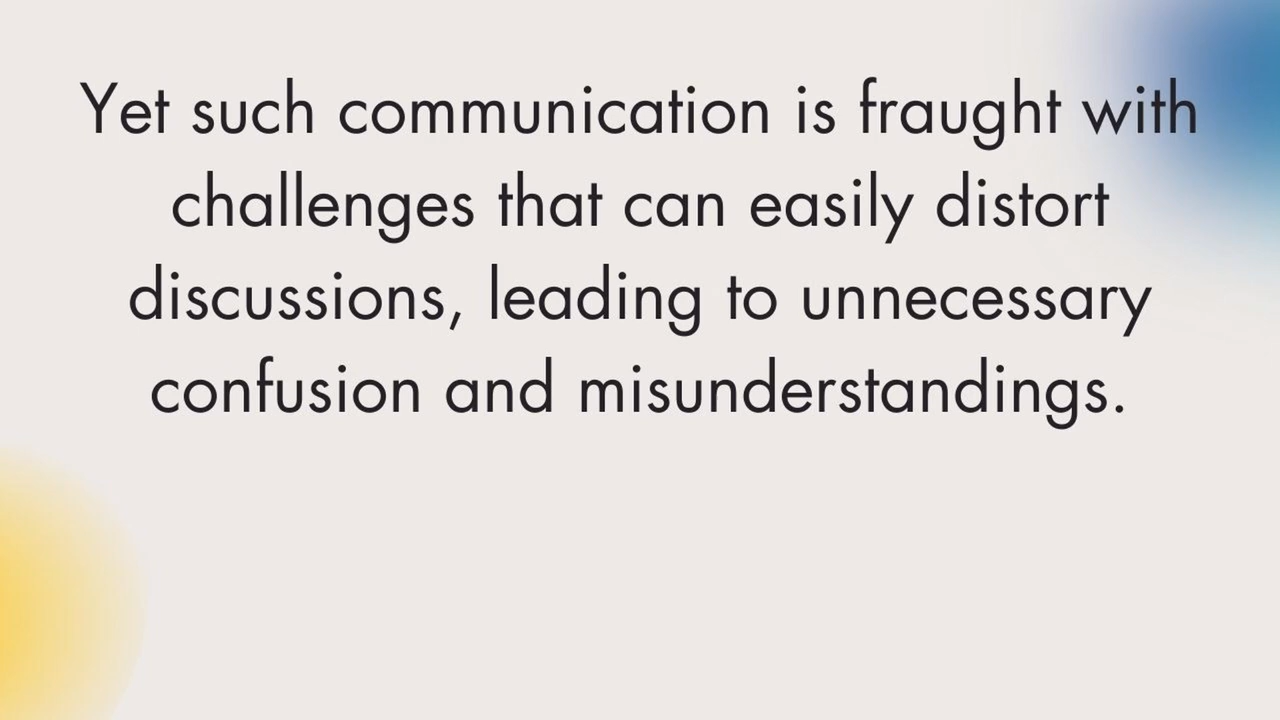 Yet such communication is fraught with
challenges that can easily distort
discussions, leading to unnecessary
confusion and misunderstandings.